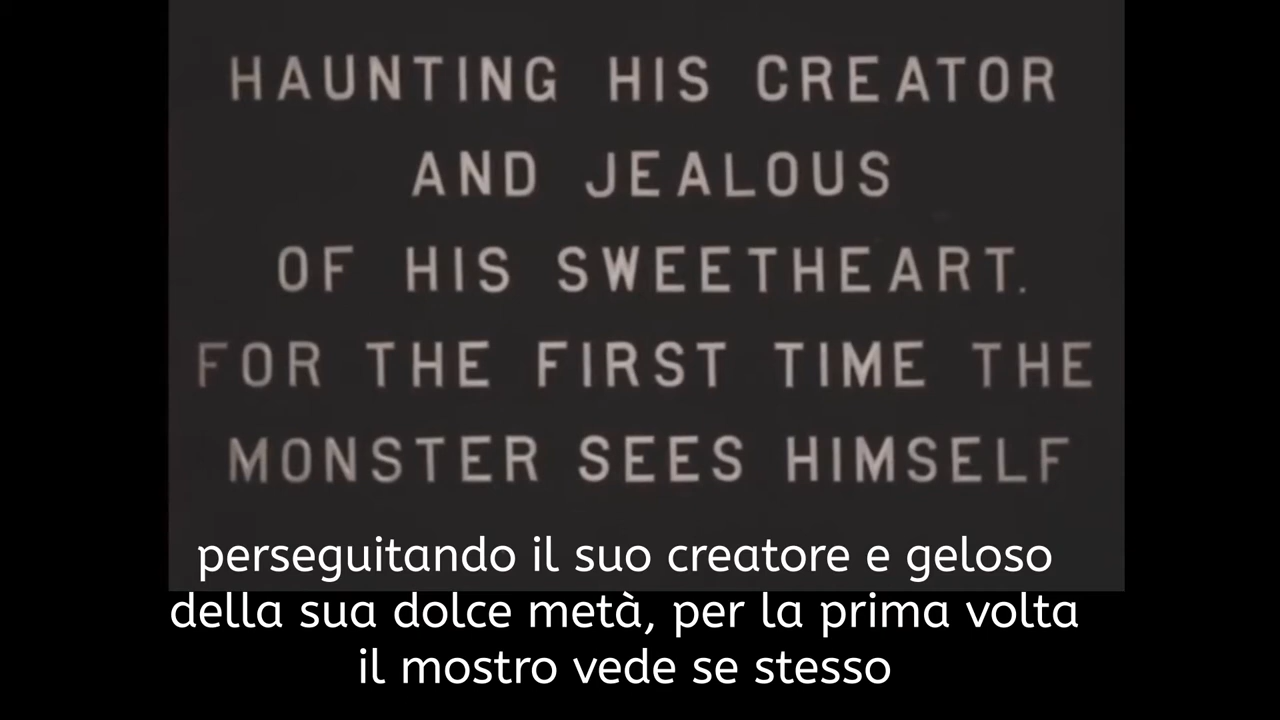 HAUNTING HIS CREATOR
AND JEALOUS
OF HIS SWEETHEART.
FOR THE FIRST TIME THE
MONSTER SEES HIMSELF
perseguitando il suo creatore e geloso
della sua dolce metà, per la prima volta
il mostro vede se stesso